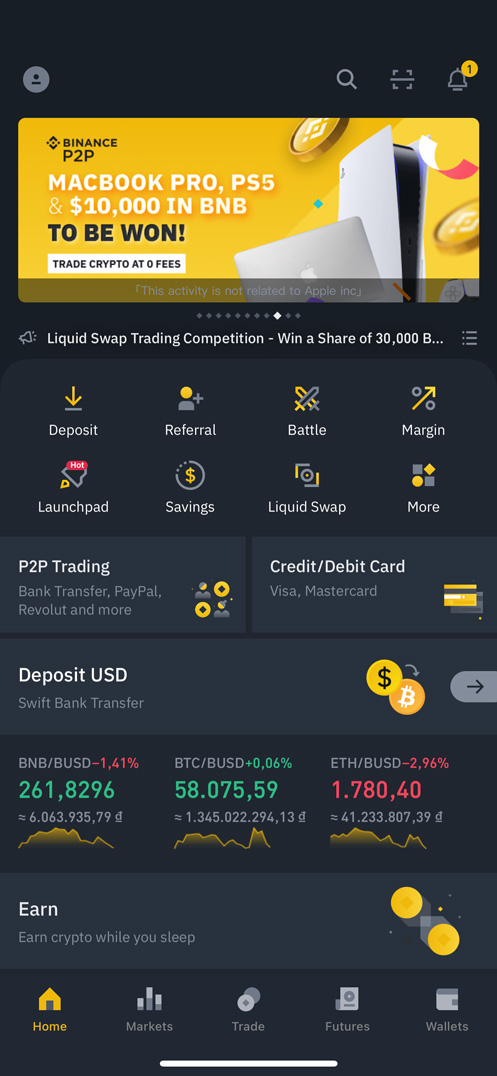 1
BINANCE
P2P
MACBOOK PRO, PS5
& $10,000 IN BNB
TO BE WON!
TRADE CRYPTO AT 0 FEES
「This activity is not related to Apple inc」
Liquid Swap Trading Competition - Win a Share of 30,000 B...
Deposit
Referral
Battle
Margin
Hot
Launchpad
Savings
Liquid Swap
More
P2P Trading
Bank Transfer, PayPal,
Revolut and more
Credit/Debit Card
Visa, Mastercard
Deposit USD
Swift Bank Transfer
BNB/BUSD −1,41%
261,8296
≈ 6.063.935,79 ₫
BTC/BUSD +0,06%
58.075,59
≈ 1.345.022.294,13 ₫
ETH/BUSD −2,96%
1.780,40
≈ 41.233.807,39 ₫
Earn
Earn crypto while you sleep
Home
Markets
Trade
Futures
Wallets